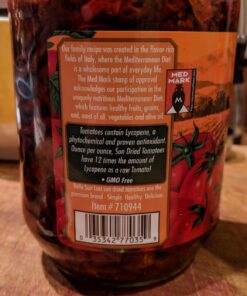 Our family recipe was created in the flavor-rich
fields of Italy, where the Mediterranean Diet
is a wholesome part of everyday life.
The Med Mark stamp of approval
acknowledges our participation in the
uniquely nutritious Mediterranean Diet,
which features healthy fruits, grains,
and, most of all, vegetables and olive oil.
MED
MARK
Tomatoes contain Lycopene, a
phytochemical and proven antioxidant.
Ounce per ounce, Sun Dried Tomatoes
have 12 times the amount of
Lycopene as a raw Tomato!
• GMO Free
Bella Sun Luci sun dried tomatoes are the
premium brand - Simple. Healthy. Delicious.
Item # 710944
35342 77035